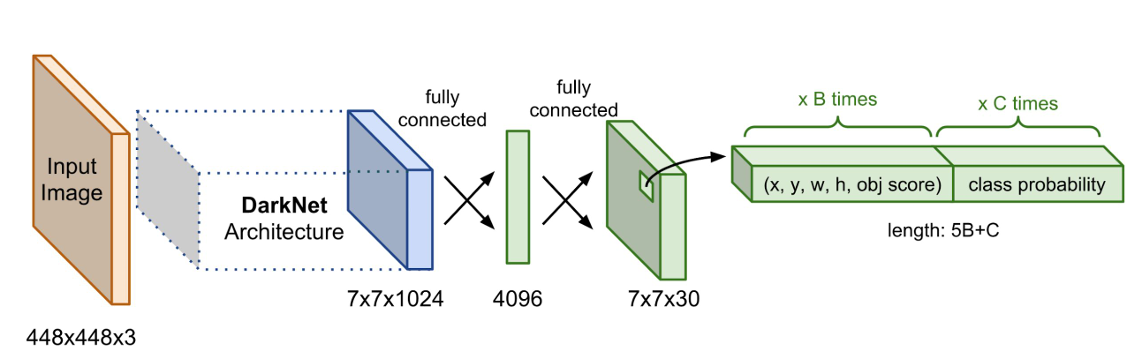 Input
Image
448x448x3
DarkNet
Architecture
7x7x1024
fully
connected
4096
fully
connected
7x7x30
x B times
x C times
(x, y, w, h, obj score)
class probability
length: 5B+C